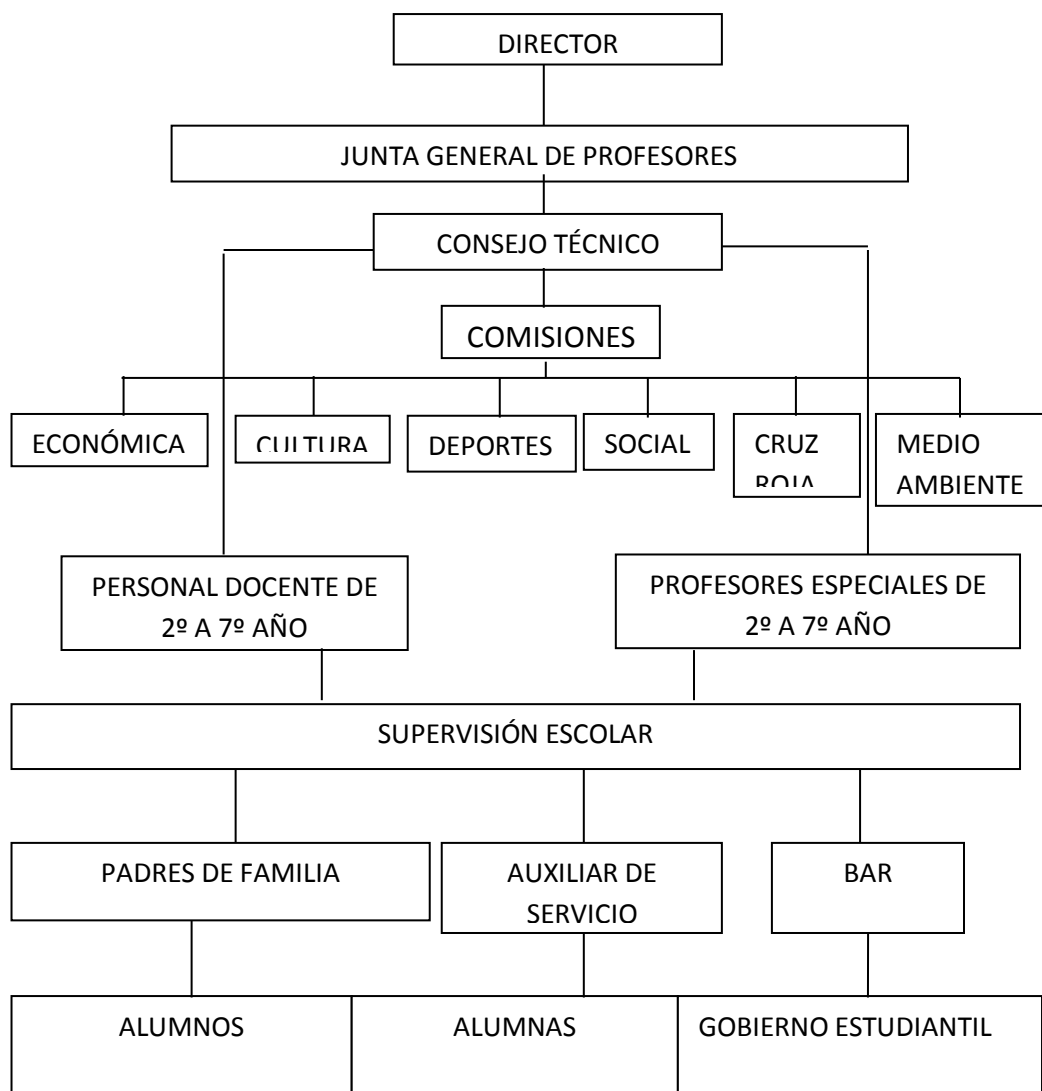 DIRECTOR
JUNTA GENERAL DE PROFESORES
CONSEJO TÉCNICO
COMISIONES
ECONÓMICA
CULTURA
DEPORTES
SOCIAL
CRUZ
ROJA
MEDIO
AMBIENTE
PERSONAL DOCENTE DE
2º A 7º AÑO
PROFESORES ESPECIALES DE
2º A 7º AÑO
SUPERVISIÓN ESCOLAR
PADRES DE FAMILIA
AUXILIAR DE
SERVICIO
BAR
ALUMNOS
ALUMNAS
GOBIERNO ESTUDIANTIL